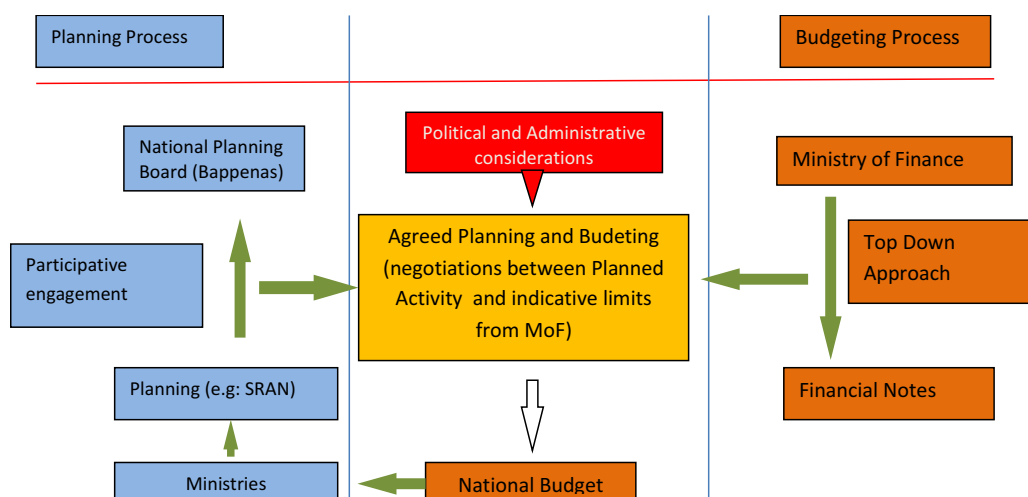 Planning Process
Budgeting Process
National Planning
Board (Bappenas)
Political and Administrative
considerations
Ministry of Finance
Participative
engagement
Agreed Planning and Budeting
(negotiations between Planned
Activity and indicative limits
from MoF)
Top Down
Approach
Planning (e.g: SRAN)
Financial Notes
Ministries
National Budget